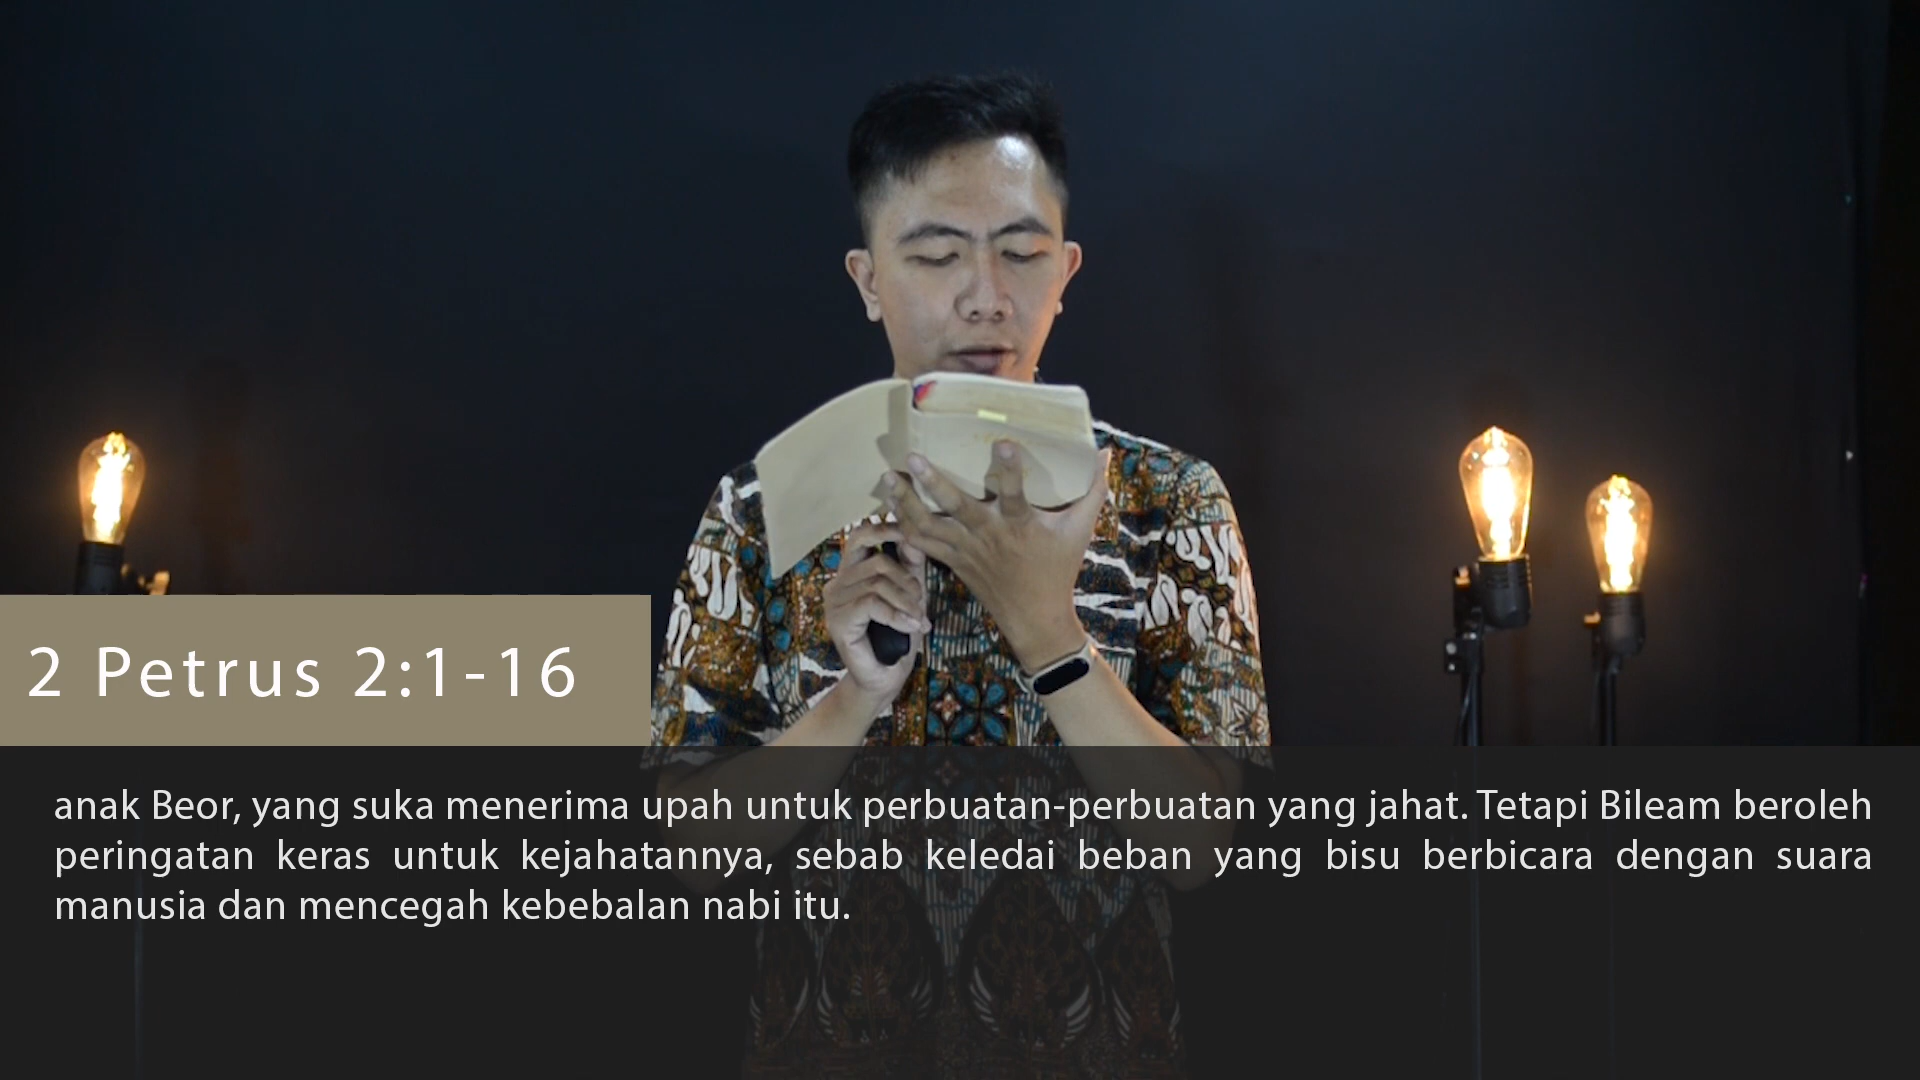 2 Petrus 2:1-16
anak Beor, yang suka menerima upah untuk perbuatan-perbuatan yang jahat. Tetapi Bileam beroleh
peringatan keras untuk kejahatannya, sebab keledai beban yang bisu berbicara dengan suara
manusia dan mencegah kebebalan nabi itu.